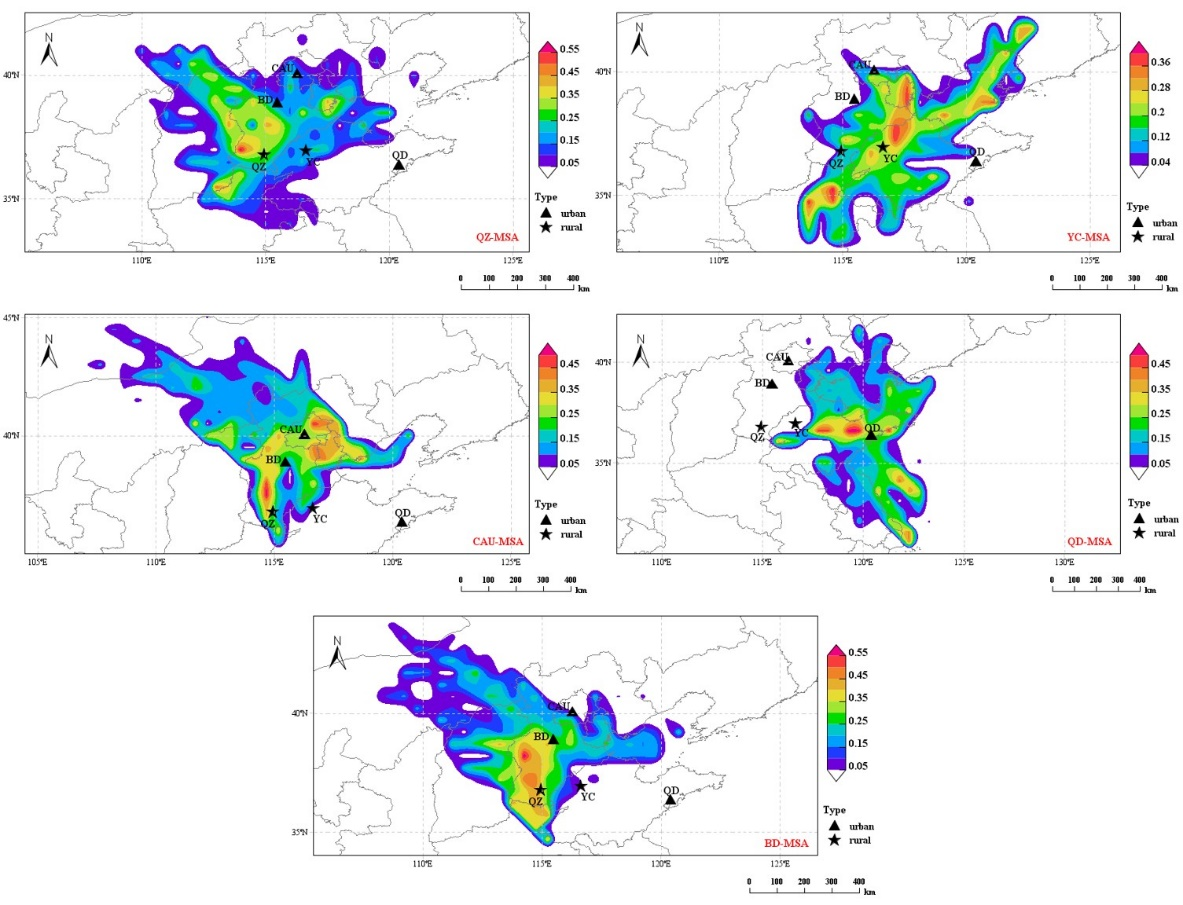 N
40°N
35°N
110°E 115°E 120°E 125°E
CAU
BD
QZ
YC
QD
QZ-MSA
0.55
0.45
0.35
0.25
0.15
0.05
Type
urban
rural
0 100 200 300 400
km
N
40°N
35°N
110°E 115°E 120°E 125°E
CAU
BD
QZ
YC
QD
YC-MSA
0.36
0.28
0.2
0.12
0.04
Type
urban
rural
0 100 200 300 400
km
N
45°N
40°N
105°E 110°E 115°E 120°E 125°E
CAU
BD
QZ
YC
QD
CAU-MSA
0.45
0.35
0.25
0.15
0.05
Type
urban
rural
0 100 200 300 400
km
N
40°N
35°N
110°E 115°E 120°E 125°E 130°E
CAU
BD
QZ
YC
QD
QD-MSA
0.45
0.35
0.25
0.15
0.05
Type
urban
rural
0 100 200 300 400
km
N
40°N
35°N
110°E 115°E 120°E 125°E
CAU
BD
QZ
YC
QD
BD-MSA
0.55
0.45
0.35
0.25
0.15
0.05
Type
urban
rural
0 100 200 300 400
km